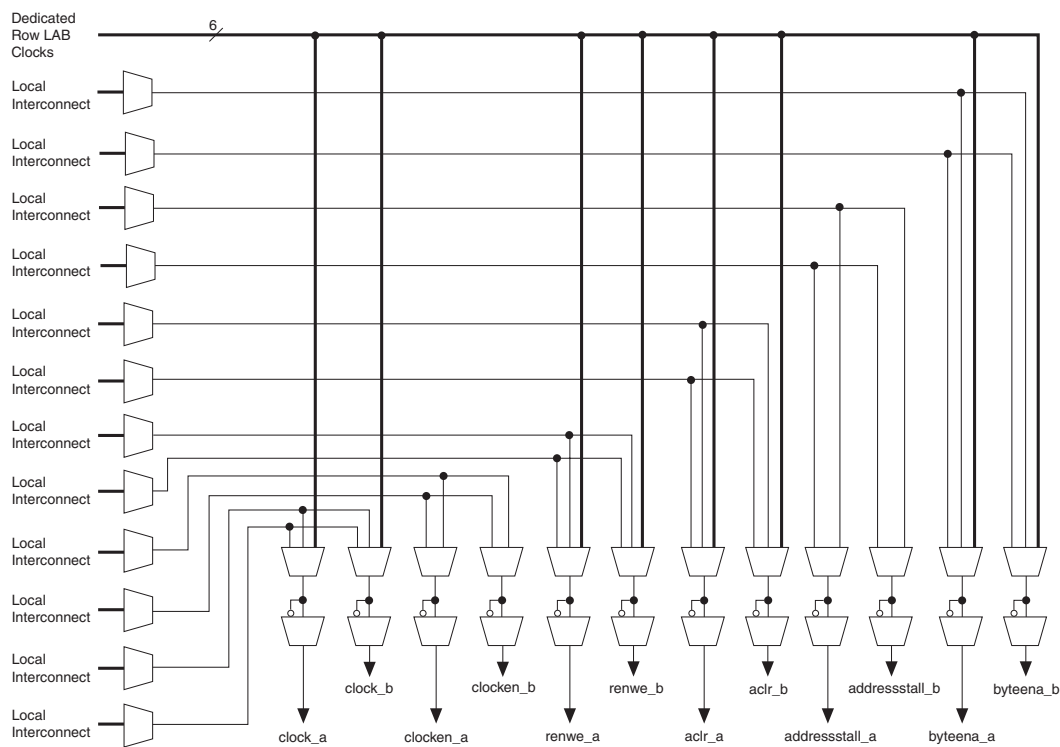 Dedicated
Row LAB
Clocks
6
Local
Interconnect
Local
Interconnect
Local
Interconnect
Local
Interconnect
Local
Interconnect
Local
Interconnect
Local
Interconnect
Local
Interconnect
Local
Interconnect
Local
Interconnect
Local
Interconnect
Local
Interconnect
clock_b
clocken_b
renwe_b
aclr_b
addressstall_b
byteena_b
clock_a
clocken_a
renwe_a
aclr_a
addressstall_a
byteena_a